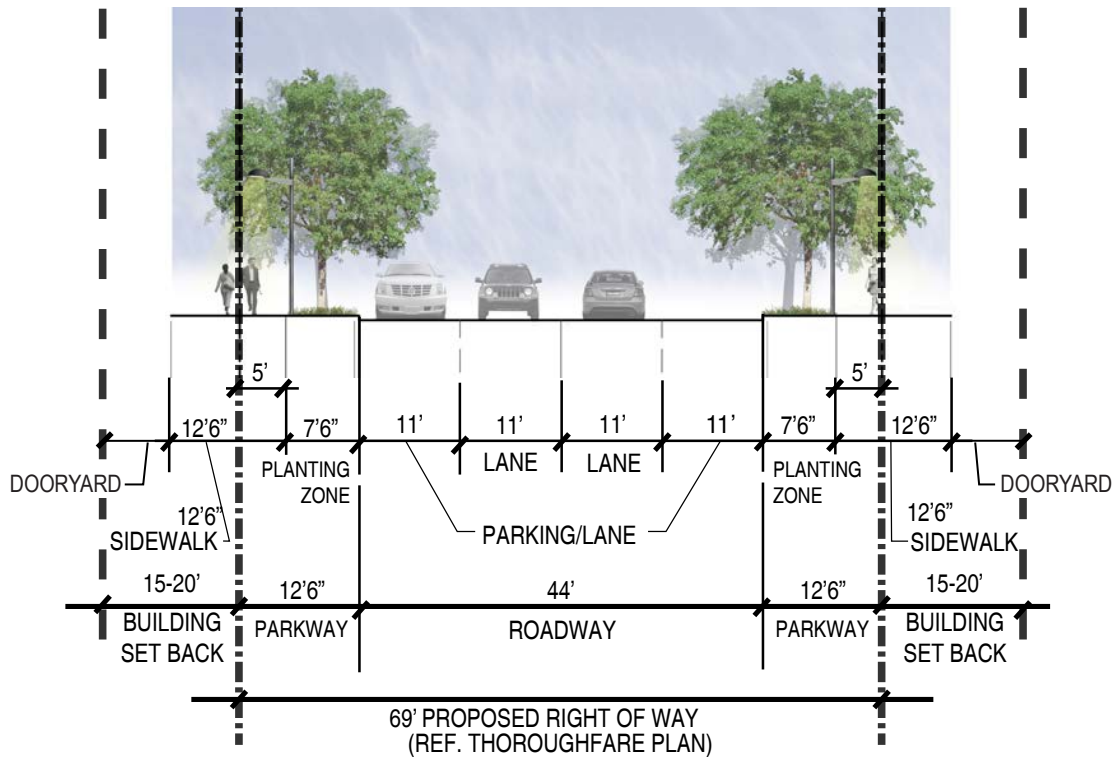 5' 5'
12'6" 7'6" 11' 11' 11' 11' 7'6" 12'6"
DOORYARD PLANTING LANE LANE PLANTING DOORYARD
ZONE ZONE
12'6" 12'6"
SIDEWALK PARKING/LANE SIDEWALK
15-20' 12'6" 44' 12'6" 15-20'
BUILDING PARKWAY ROADWAY PARKWAY BUILDING
SET BACK SET BACK
69' PROPOSED RIGHT OF WAY
(REF. THOROUGHFARE PLAN)